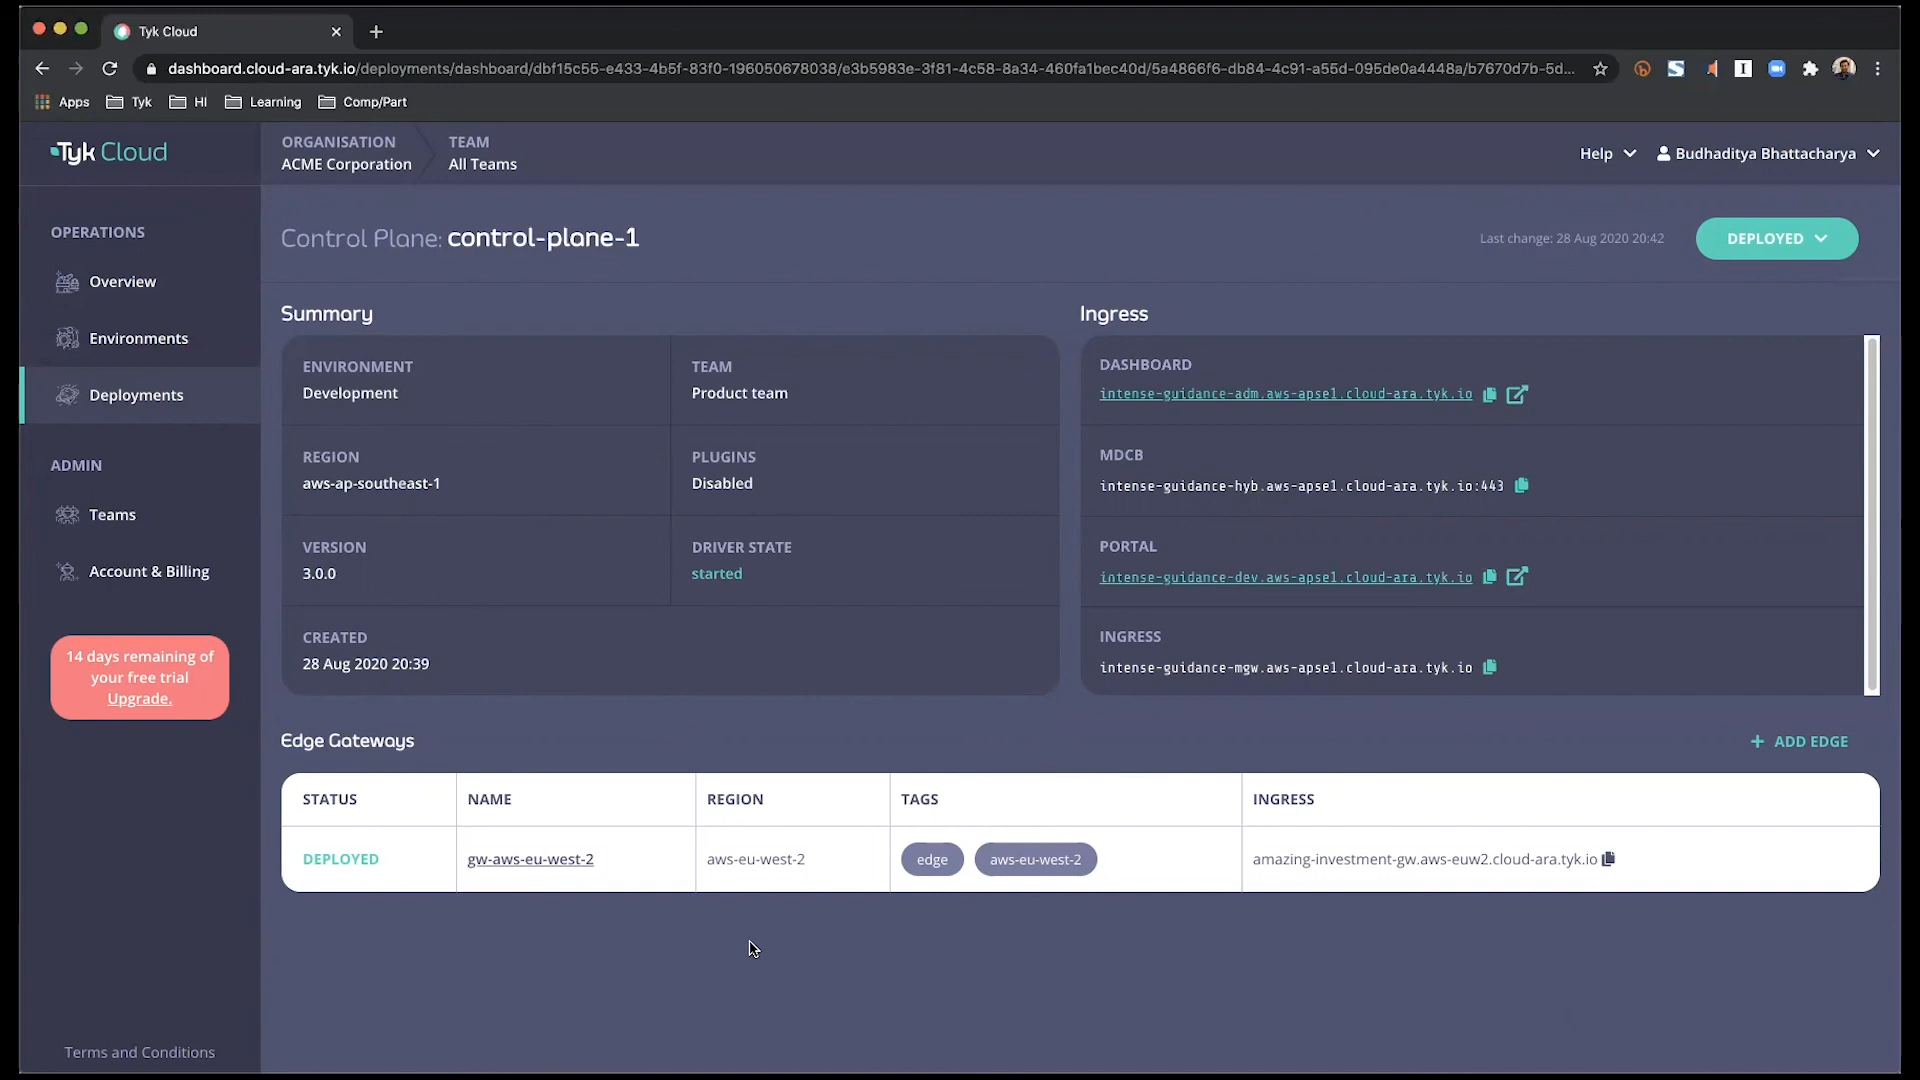 Tyk Cloud
dashboard.cloud-ara.tyk.io/deployments/dashboard/dbf15c55-e433-4b5f-83f0-196050678038/e3b5983e-3f81-4c58-8a34-460fa1bec40d/5a4866f6-db84-4c91-a55d-095de0a4448a/b7670d7b-5d...
Apps Tyk HI Learning Comp/Part
Tyk Cloud
ORGANISATION TEAM
ACME Corporation All Teams
Help Budhaditya Bhattacharya
OPERATIONS
Overview
Environments
Deployments
ADMIN
Teams
Account & Billing
14 days remaining of
your free trial
Upgrade.
Terms and Conditions
Control Plane: control-plane-1
Last change: 28 Aug 2020 20:42
DEPLOYED
Summary
ENVIRONMENT
Development
TEAM
Product team
REGION
aws-ap-southeast-1
PLUGINS
Disabled
VERSION
3.0.0
DRIVER STATE
started
CREATED
28 Aug 2020 20:39
Ingress
DASHBOARD
intense-guidance-adm.aws-apse1.cloud-ara.tyk.io
MDCB
intense-guidance-hyb.aws-apse1.cloud-ara.tyk.io:443
PORTAL
intense-guidance-dev.aws-apse1.cloud-ara.tyk.io
INGRESS
intense-guidance-mgw.aws-apse1.cloud-ara.tyk.io
Edge Gateways
+ ADD EDGE
STATUS NAME REGION TAGS INGRESS
DEPLOYED gw-aws-eu-west-2 aws-eu-west-2 edge aws-eu-west-2 amazing-investment-gw.aws-euw2.cloud-ara.tyk.io